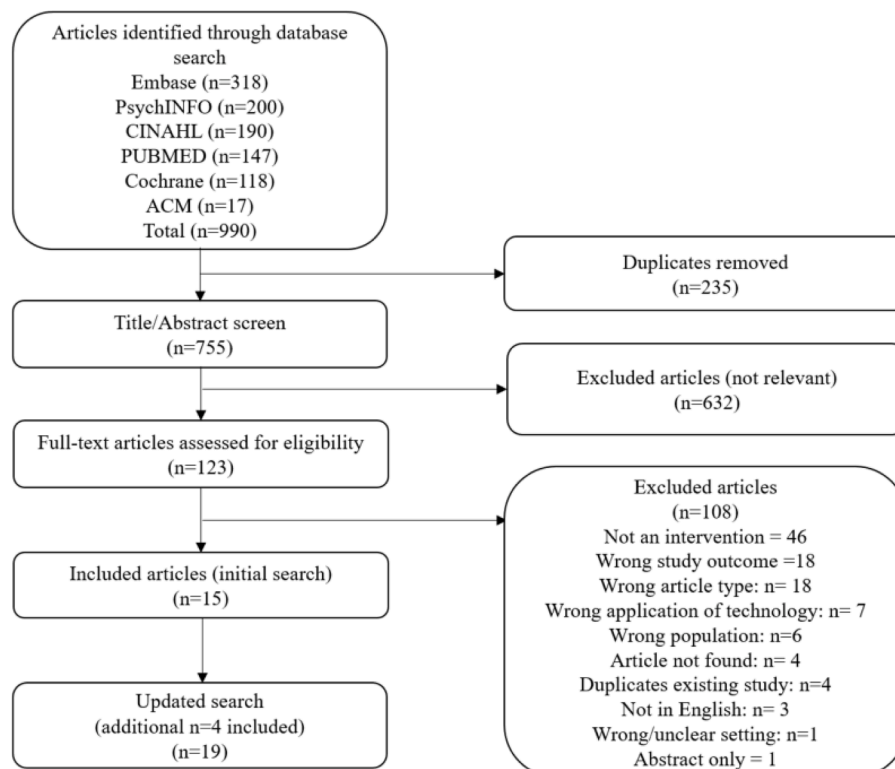 Articles identified through database
search
Embase (n=318)
PsychINFO (n=200)
CINAHL (n=190)
PUBMED (n=147)
Cochrane (n=118)
ACM (n=17)
Total (n=990)
Duplicates removed
(n=235)
Title/Abstract screen
(n=755)
Excluded articles (not relevant)
(n=632)
Full-text articles assessed for eligibility
(n=123)
Excluded articles
(n=108)
Not an intervention = 46
Wrong study outcome =18
Wrong article type: n= 18
Wrong application of technology: n= 7
Wrong population: n=6
Article not found: n= 4
Duplicates existing study: n=4
Not in English: n= 3
Wrong/unclear setting: n=1
Abstract only = 1
Included articles (initial search)
(n=15)
Updated search
(additional n=4 included)
(n=19)